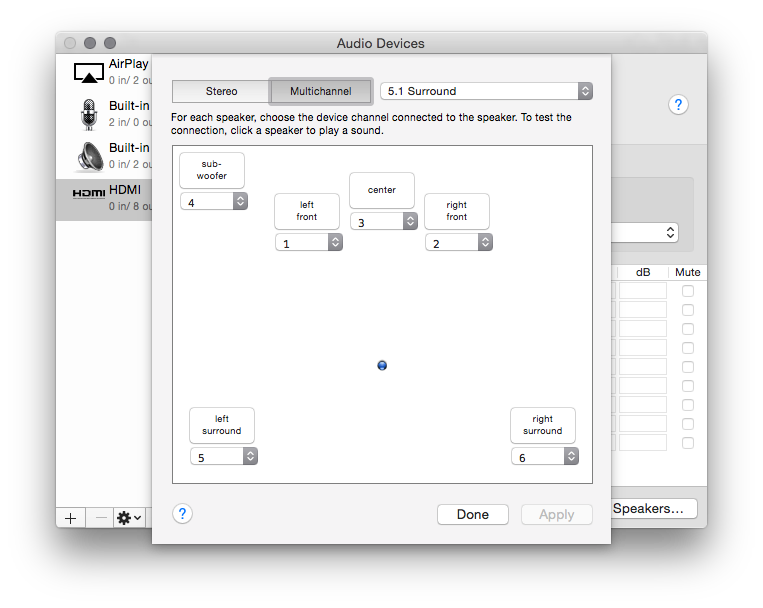 Audio Devices
AirPlay
0 in/ 2 ou
Built-in
2 in/ 0 ou
Built-in
0 in/ 2 ou
HDMI
HDMI
0 in/ 8 ou
Stereo
Multichannel
5.1 Surround
?
For each speaker, choose the device channel connected to the speaker. To test the
connection, click a speaker to play a sound.
sub-
woofer
4
left
front
1
center
3
right
front
2
left
surround
5
right
surround
6
dB
Mute
?
Done
Apply
Speakers...